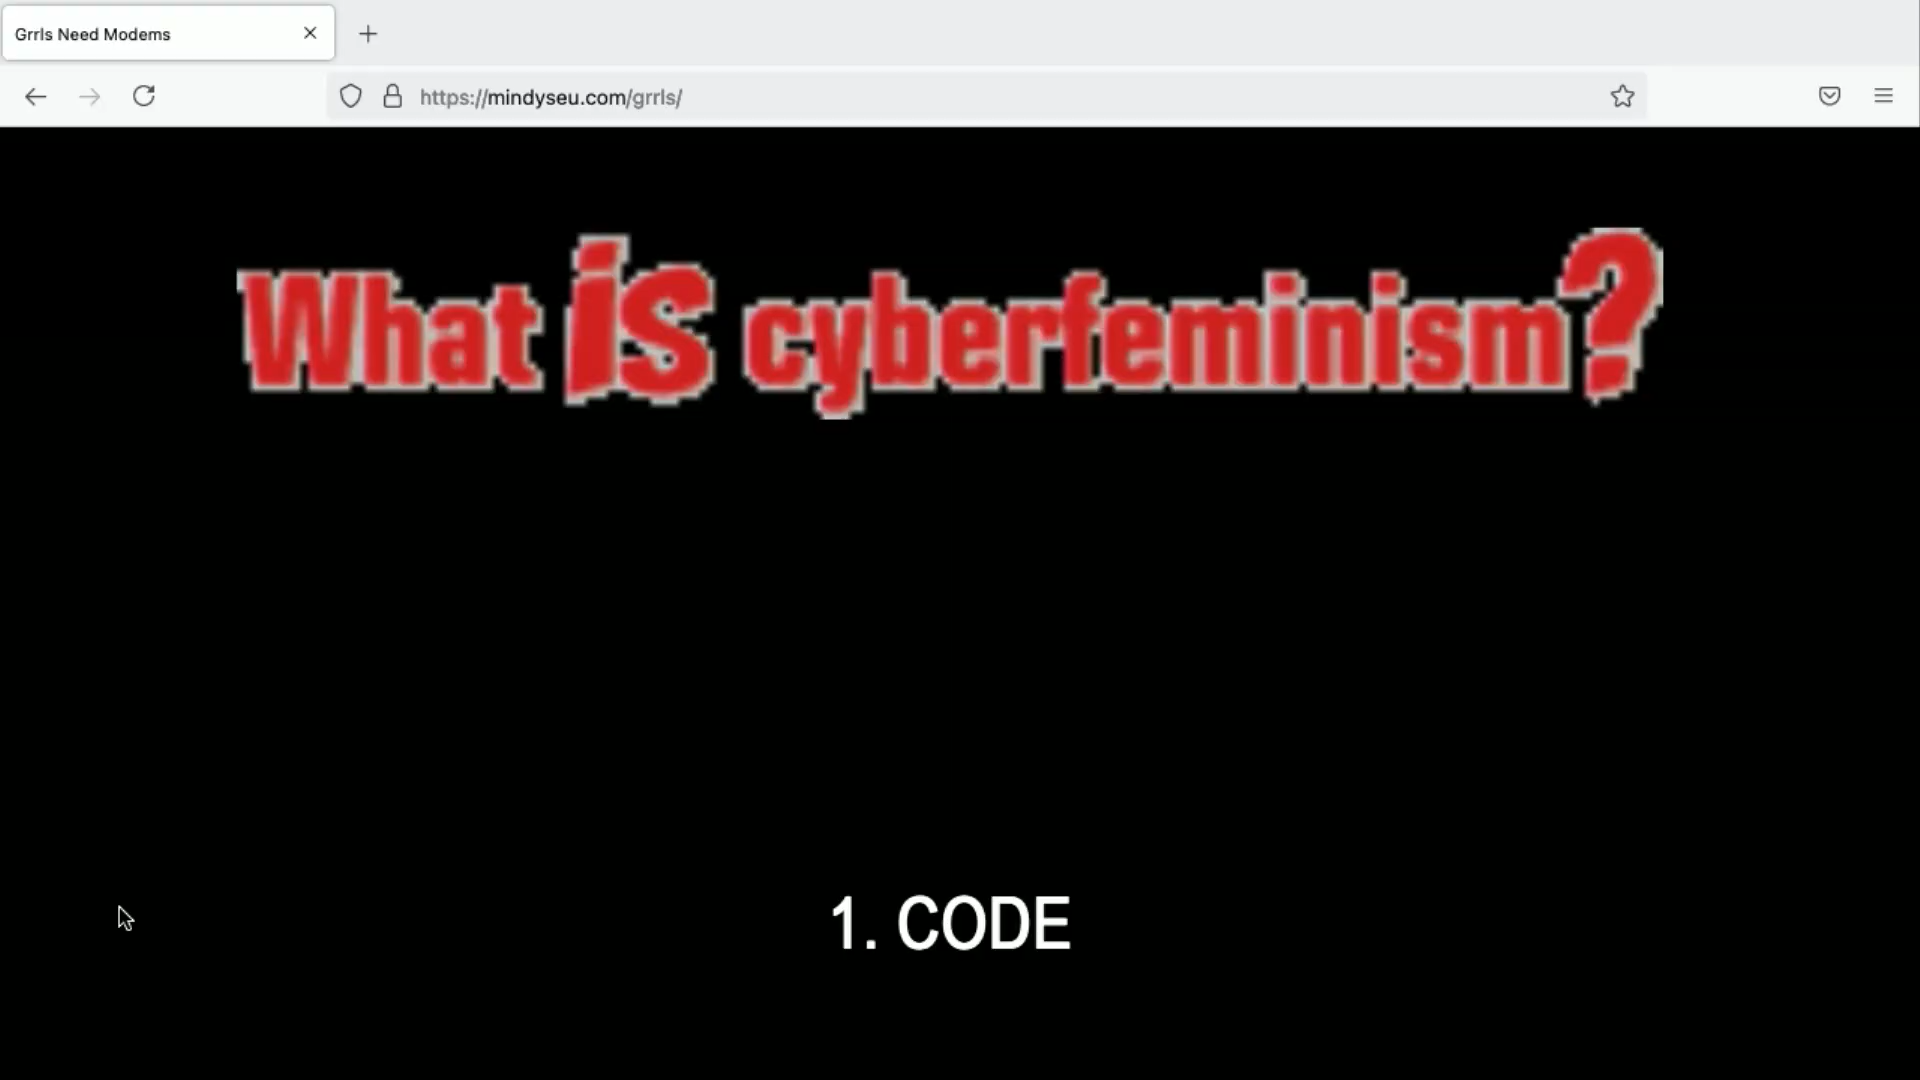 Grrls Need Modems
https://mindyseu.com/grrls/
What is cyberfeminism?
1. CODE